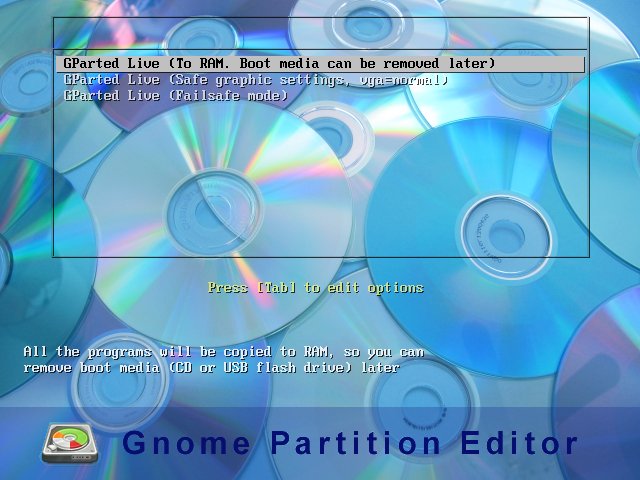 GParted Live (To RAM. Boot media can be removed later)
GParted Live (Safe graphic settings, vga=normal)
GParted Live (Failsafe mode)
Press [Tab] to edit options
All the programs will be copied to RAM, so you can
remove boot media (CD or USB flash drive) later
Gnome Partition Editor